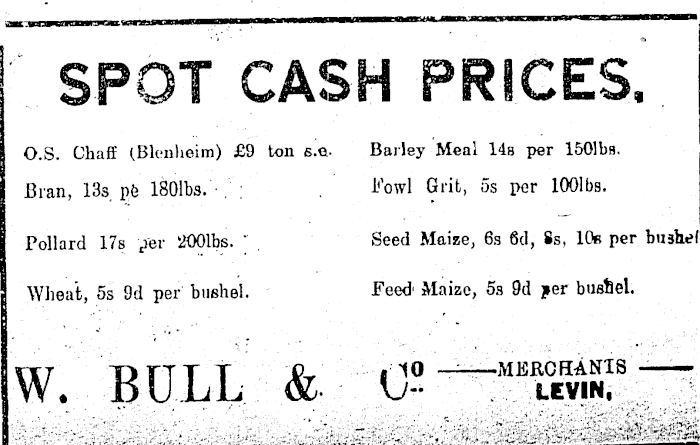 SPOT CASH PRICES.
O.S. Chaff (Blenheim) £9 ton s.e.
Bran, 13s pe 180lbs.
Pollard 17s per 200lbs.
Wheat, 5s 9d per bushel.
Barley Meal 14s per 150lbs.
Fowl Grit, 5s per 100lbs.
Seed Maize, 6s 6d, 8s, 10s per bushel
Feed Maize, 5s 9d per bushel.
W. BULL & Co MERCHANTS
LEVIN,